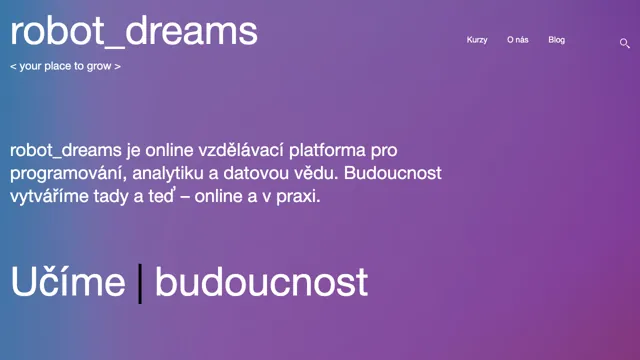 robot_dreams
< your place to grow >
Kurzy O nás Blog
robot_dreams je online vzdělávací platforma pro
programování, analytiku a datovou vědu. Budoucnost
vytváříme tady a teď – online a v praxi.
Učíme | budoucnost